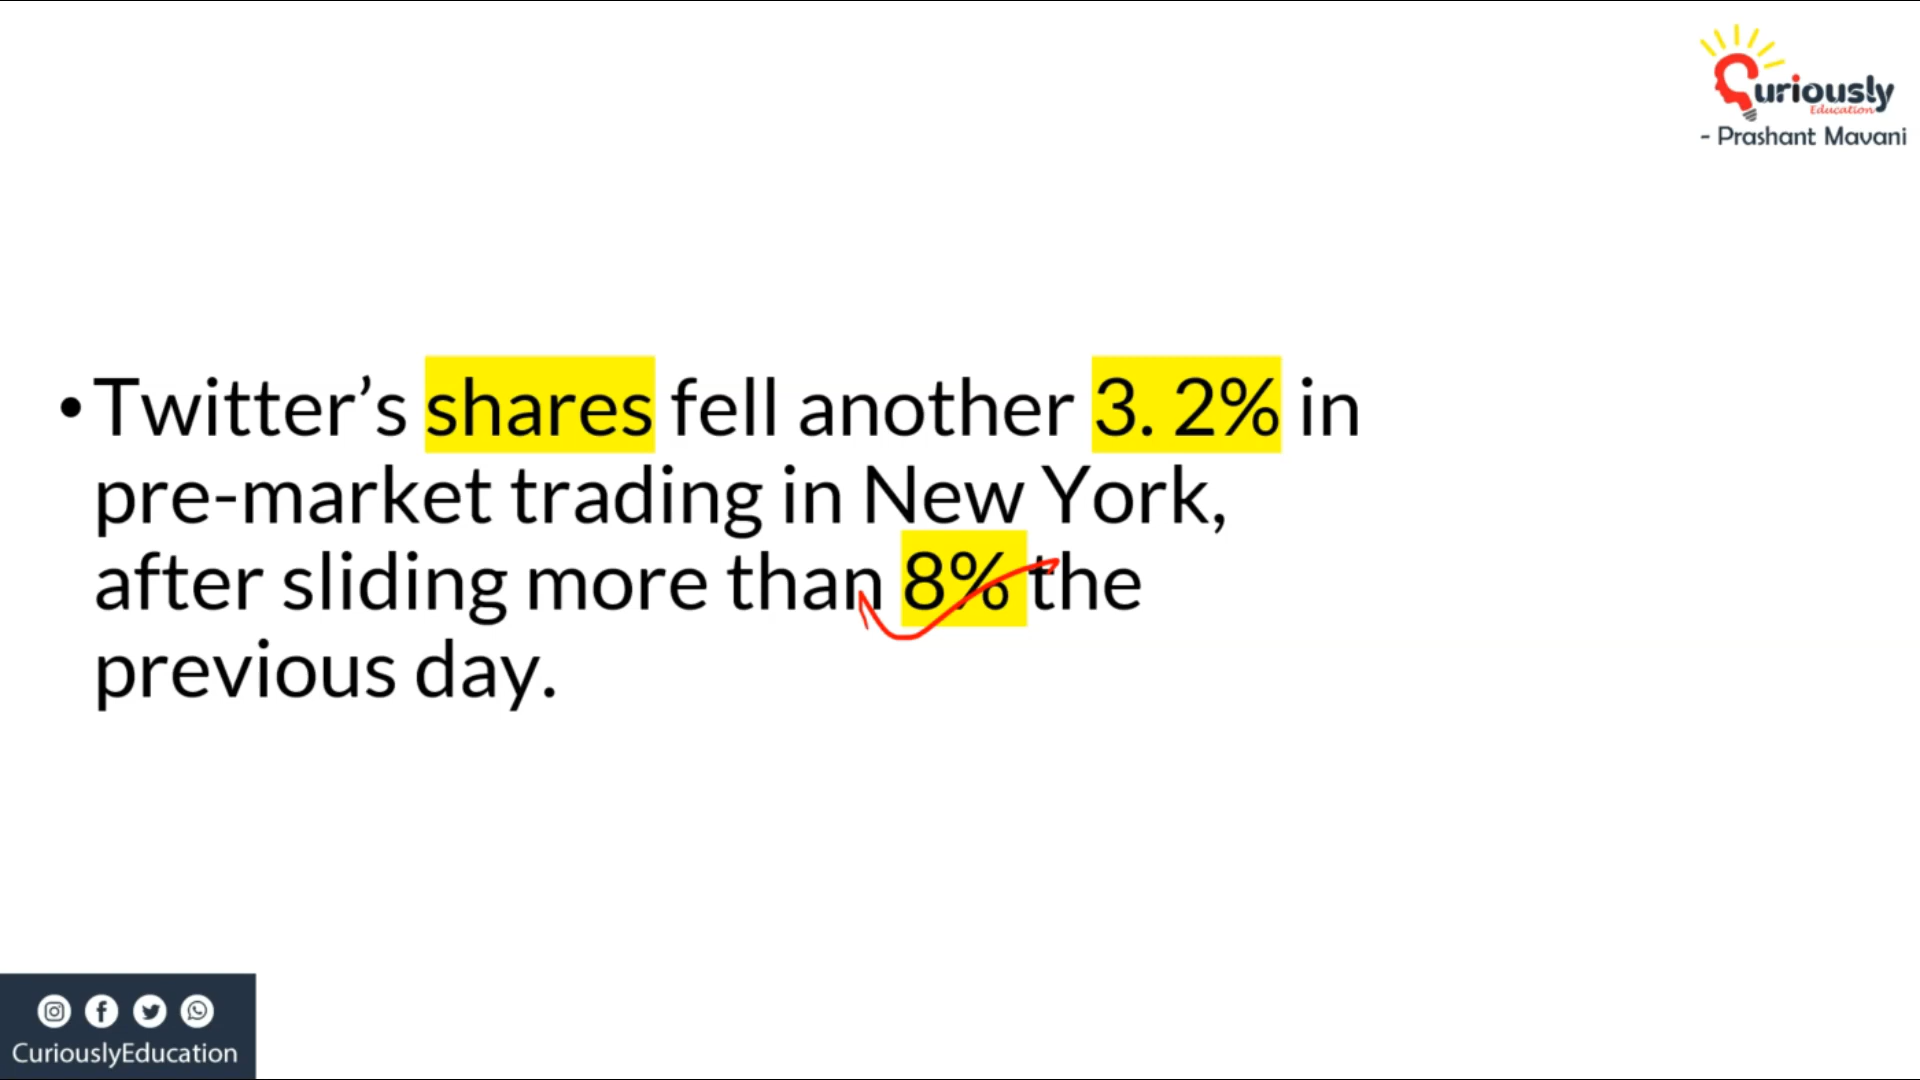 Curiously
Education
- Prashant Mavani
•Twitter’s shares fell another 3. 2% in
pre-market trading in New York,
after sliding more than 8% the
previous day.
CuriouslyEducation